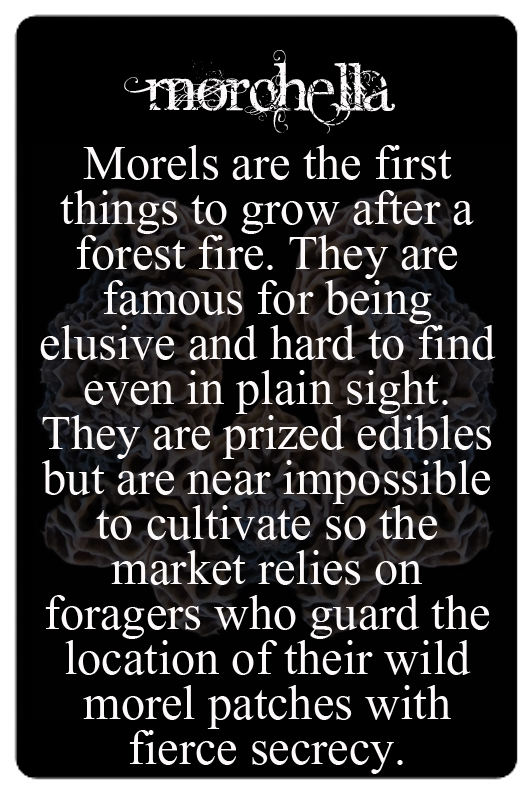 morchella
Morels are the first
things to grow after a
forest fire. They are
famous for being
elusive and hard to find
even in plain sight.
They are prized edibles
but are near impossible
to cultivate so the
market relies on
foragers who guard the
location of their wild
morel patches with
fierce secrecy.